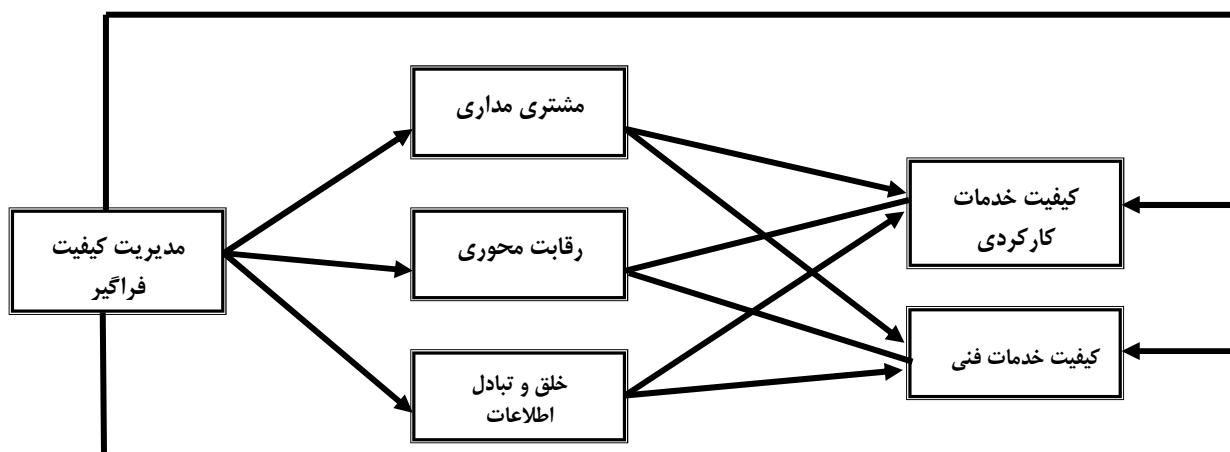 مشتری مداری
کیفیت خدمات
کارکردی
مدیریت کیفیت
فراگیر
رقابت محوری
کیفیت خدمات فنی
خلق و تبادل
اطلاعات